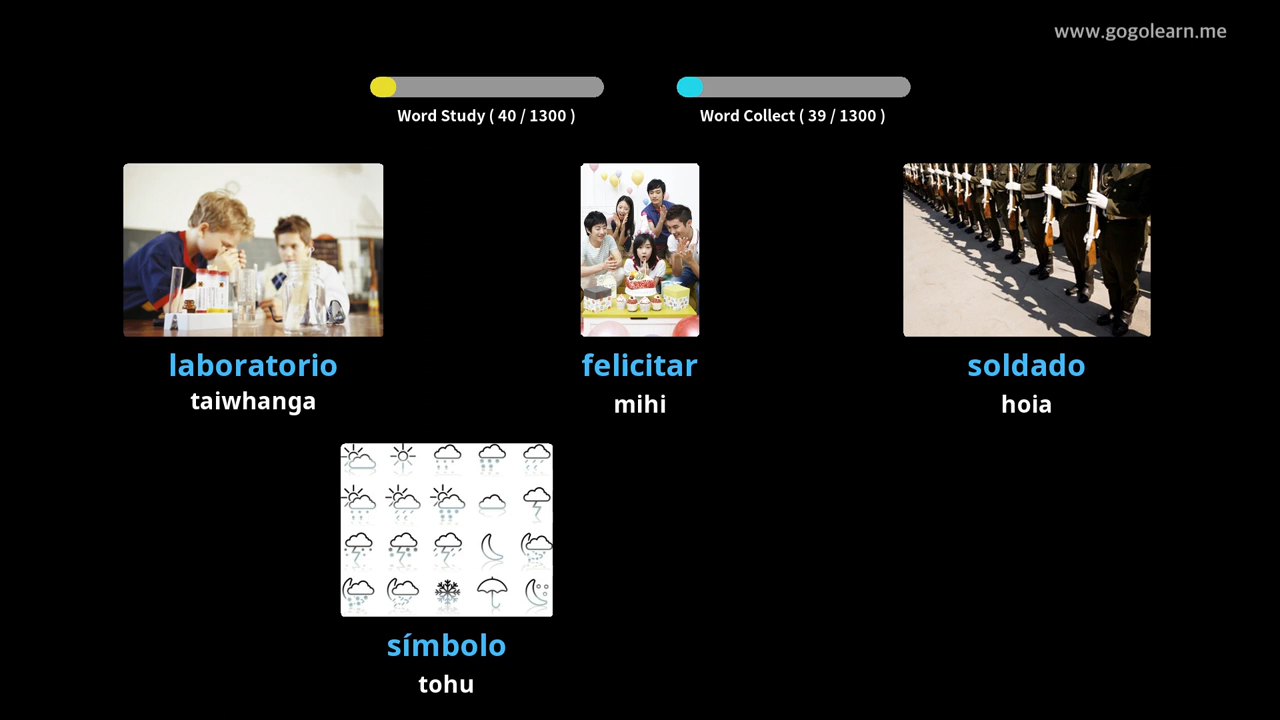 www.gogolearn.me
Word Study ( 40 / 1300 )
Word Collect ( 39 / 1300 )
laboratorio
taiwhanga
felicitar
mihi
soldado
hoia
símbolo
tohu